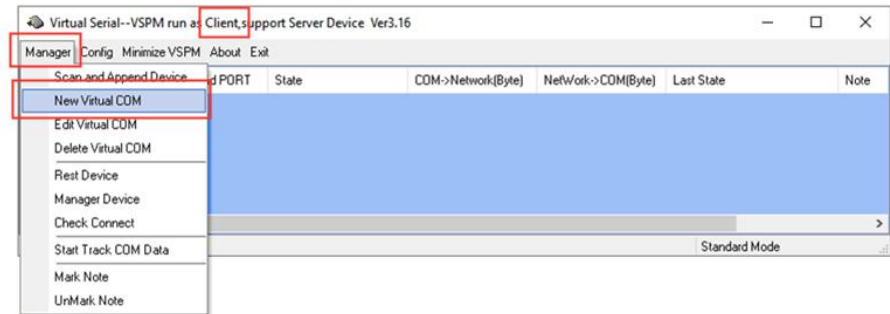 Virtual Serial--VSPM run as Client,support Server Device Ver3.16
Manager Config Minimize VSPM About Exit
Scan and Append Device d PORT State COM->Network(Byte) NetWork->COM(Byte) Last State Note
New Virtual COM
Edit Virtual COM
Delete Virtual COM
Rest Device
Manager Device
Check Connect
Start Track COM Data Standard Mode
Mark Note
UnMark Note